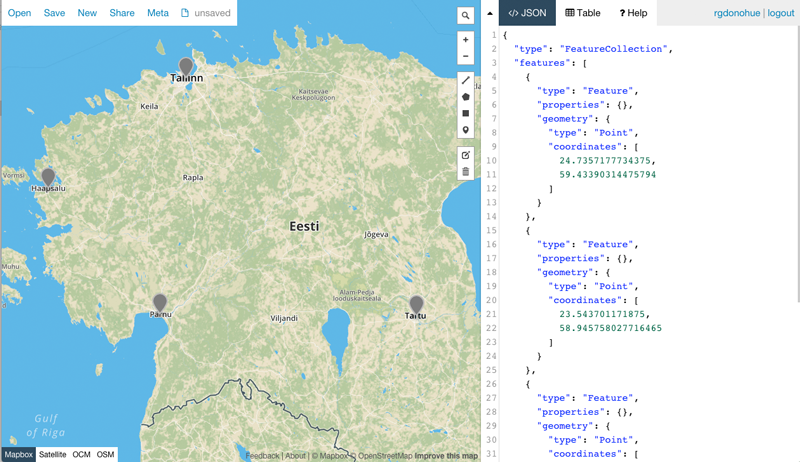 Open Save New Share Meta unsaved
JSON Table ? Help rgdonohue | logout
+
−
Tallinn
Keila
Kaitseväe
Keskpolügoon
Vormsi
Haapsalu
Rapla
Eesti
Jõgeva
Muhu
Alam-Pedja
looduskaitseala
Pärnu
Viljandi
Tartu
Gulf
of Riga
Mapbox Satellite OCM OSM
Feedback | About | © Mapbox © OpenStreetMap Improve this map
1 {
2 "type": "FeatureCollection",
3 "features": [
4 {
5 "type": "Feature",
6 "properties": {},
7 "geometry": {
8 "type": "Point",
9 "coordinates": [
10 24.7357177734375,
11 59.43390314475794
12 ]
13 }
14 },
15 {
16 "type": "Feature",
17 "properties": {},
18 "geometry": {
19 "type": "Point",
20 "coordinates": [
21 23.543701171875,
22 58.945758027716465
23 ]
24 }
25 },
26 {
27 "type": "Feature",
28 "properties": {},
29 "geometry": {
30 "type": "Point",
31 "coordinates": [